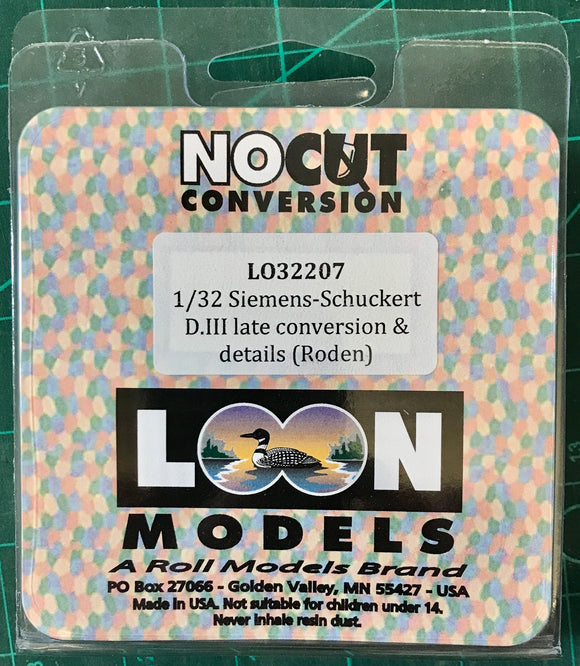 NOCUT
CONVERSION
LO32207
1/32 Siemens-Schuckert
D.III late conversion &
details (Roden)
LOON
MODELS
A Roll Models Brand
PO Box 27066 - Golden Valley, MN 55427 - USA
Made in USA. Not suitable for children under 14.
Never inhale resin dust.